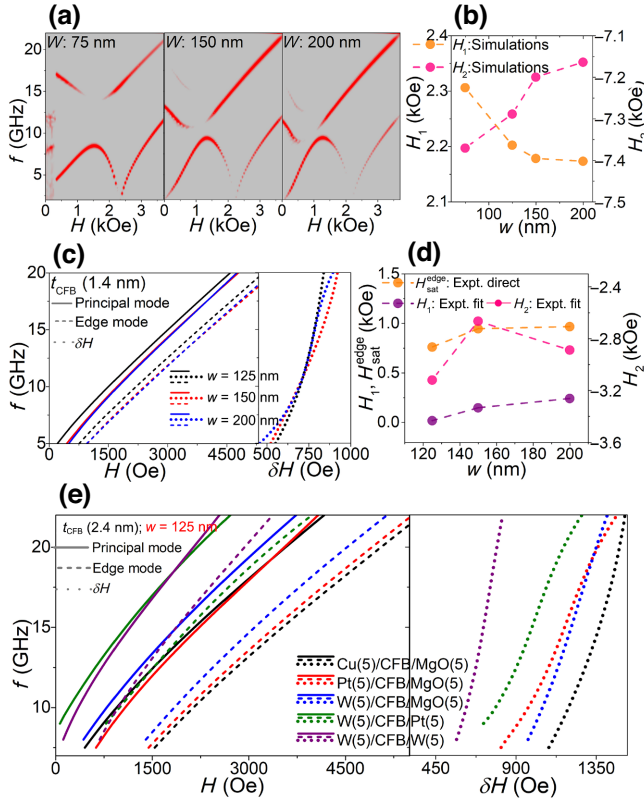 (a)
W: 75 nm
W: 150 nm
W: 200 nm
f (GHz)
20
15
10
5
0 1 2 3
0 1 2 3
0 1 2 3
H (kOe)
H (kOe)
H (kOe)
(b)
H₁:Simulations
H₂:Simulations
H₁ (kOe)
2.4
2.3
2.2
2.1
-7.1
-7.2
-7.3
-7.4
-7.5
H₂ (kOe)
100 150 200
w (nm)
(c)
t_CFB (1.4 nm)
Principal mode
Edge mode
δH
w = 125 nm
w = 150 nm
w = 200 nm
f (GHz)
20
15
10
5
0 1500 3000 4500
H (Oe)
500 750 1000
δH (Oe)
(d)
H_sat^edge: Expt. direct
H₁: Expt. fit
H₂: Expt. fit
H₁, H_sat^edge (kOe)
1.5
1.0
0.5
0.0
-2.4
-2.8
-3.2
-3.6
H₂ (kOe)
120 140 160 180 200
w (nm)
(e)
t_CFB (2.4 nm); w = 125 nm
Principal mode
Edge mode
δH
Cu(5)/CFB/MgO(5)
Pt(5)/CFB/MgO(5)
W(5)/CFB/MgO(5)
W(5)/CFB/Pt(5)
W(5)/CFB/W(5)
f (GHz)
20
15
10
0 1500 3000 4500
H (Oe)
450 900 1350
δH (Oe)